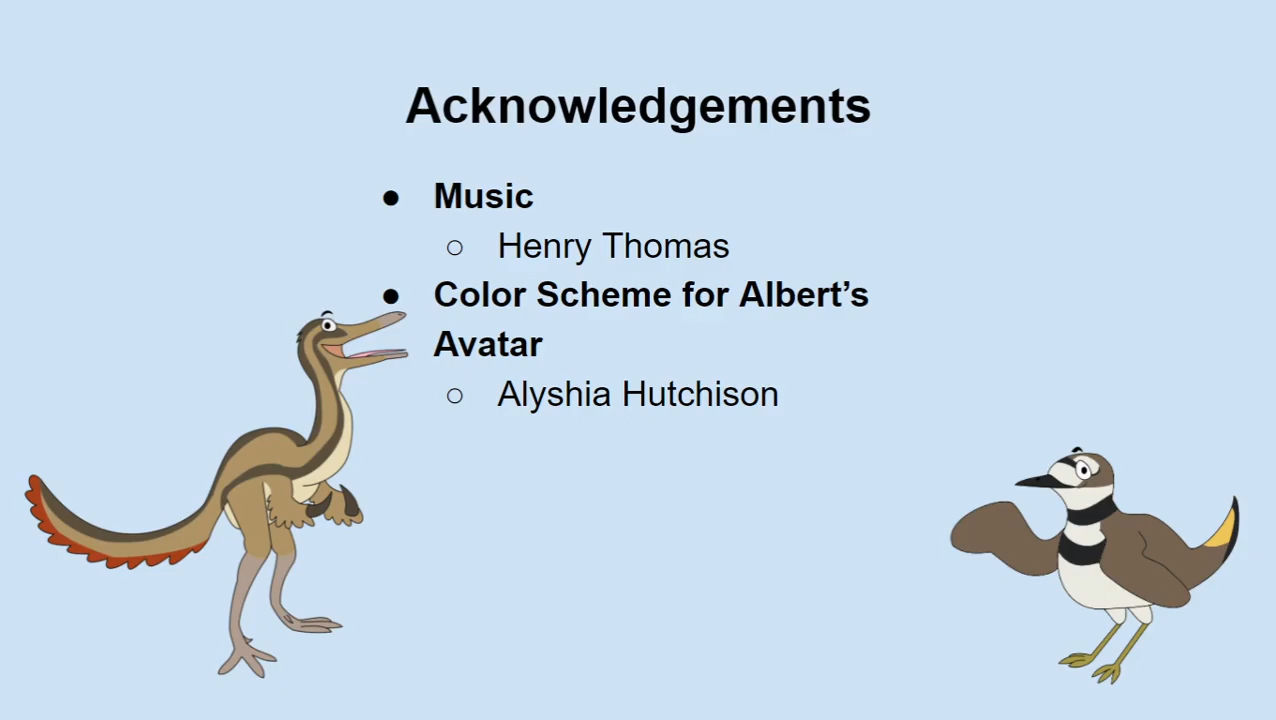 Acknowledgements
● Music
○ Henry Thomas
● Color Scheme for Albert’s
Avatar
○ Alyshia Hutchison